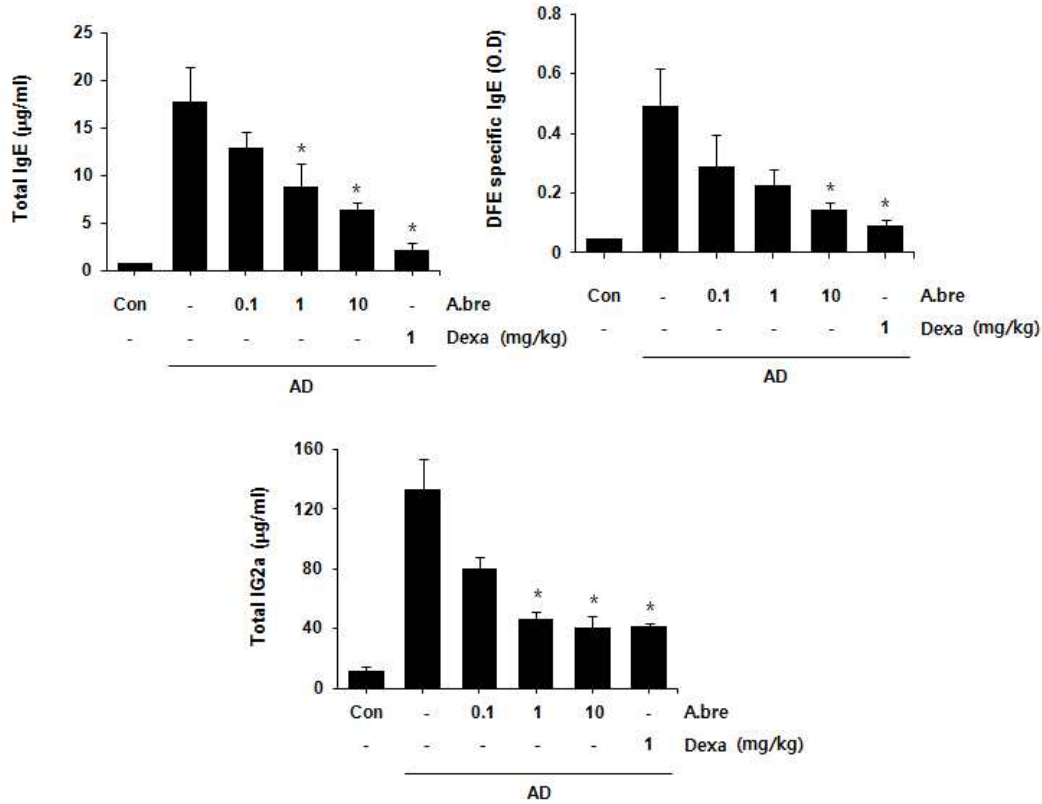 Total IgE (µg/ml)
25
20
15
10
5
0
* * *
Con - 0.1 1 10 - A.bre
- - - - - 1 Dexa (mg/kg)
AD
DFE specific IgE (O.D)
0.8
0.6
0.4
0.2
0
* *
Con - 0.1 1 10 - A.bre
- - - - - 1 Dexa (mg/kg)
AD
Total IG2a (µg/ml)
160
120
80
40
0
* * *
Con - 0.1 1 10 - A.bre
- - - - - 1 Dexa (mg/kg)
AD